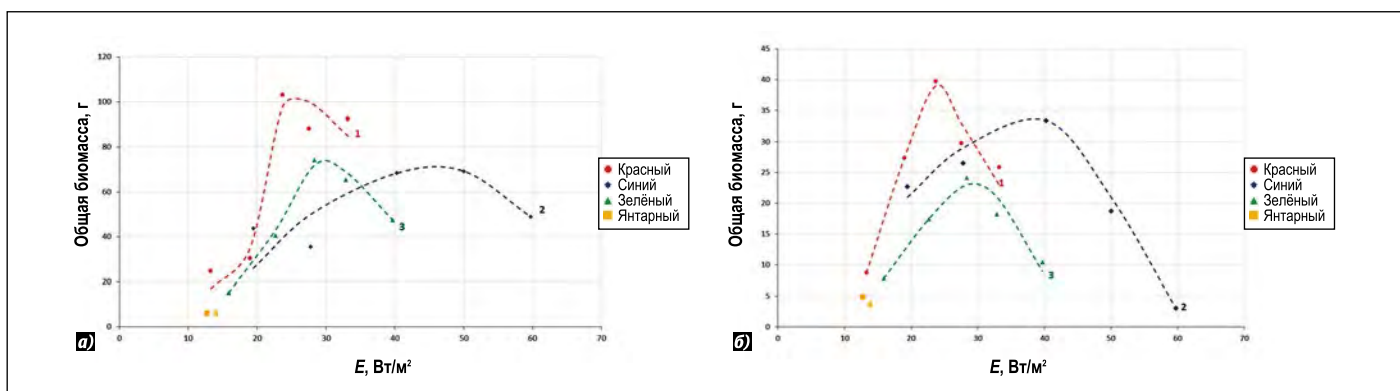 Общая биомасса, г
120
100
80
60
40
20
0
0 10 20 30 40 50 60 70
1
2
3
4
а)
E, Вт/м²
Красный
Синий
Зелёный
Янтарный
Общая биомасса, г
45
40
35
30
25
20
15
10
5
0
0 10 20 30 40 50 60 70
1
2
3
4
б)
E, Вт/м²
Красный
Синий
Зелёный
Янтарный